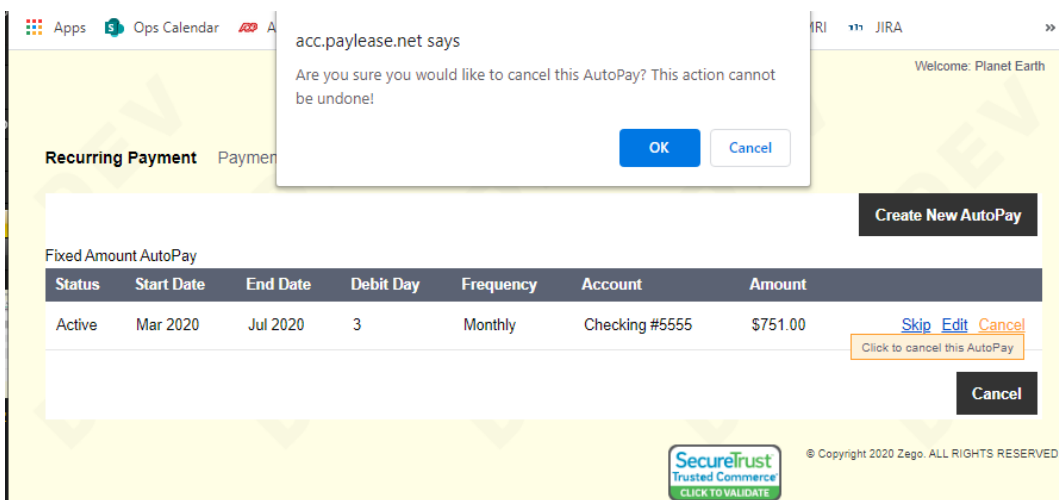 Apps Ops Calendar
JIRA »
acc.paylease.net says
Are you sure you would like to cancel this AutoPay? This action cannot
be undone!
OK Cancel
Welcome: Planet Earth
Recurring Payment
Create New AutoPay
Fixed Amount AutoPay
Status Start Date End Date Debit Day Frequency Account Amount
Active Mar 2020 Jul 2020 3 Monthly Checking #5555 $751.00 Skip Edit Cancel
Click to cancel this AutoPay
Cancel
SecureTrust
Trusted Commerce
CLICK TO VALIDATE
© Copyright 2020 Zego. ALL RIGHTS RESERVED
DEV